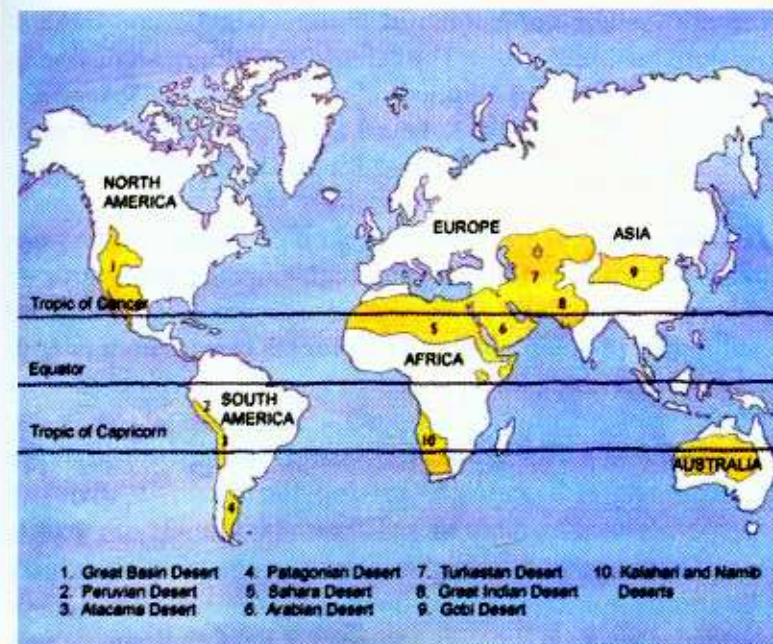 NORTH
AMERICA
EUROPE
ASIA
1
6
7
9
Tropic of Cancer
8
5
6
AFRICA
Equator
2
SOUTH
AMERICA
Tropic of Capricorn
3
10
AUSTRALIA
4
1. Great Basin Desert
2. Peruvian Desert
3. Atacama Desert
4. Patagonian Desert
5. Sahara Desert
6. Arabian Desert
7. Turkestan Desert
8. Great Indian Desert
9. Gobi Desert
10. Kalahari and Namib
Deserts